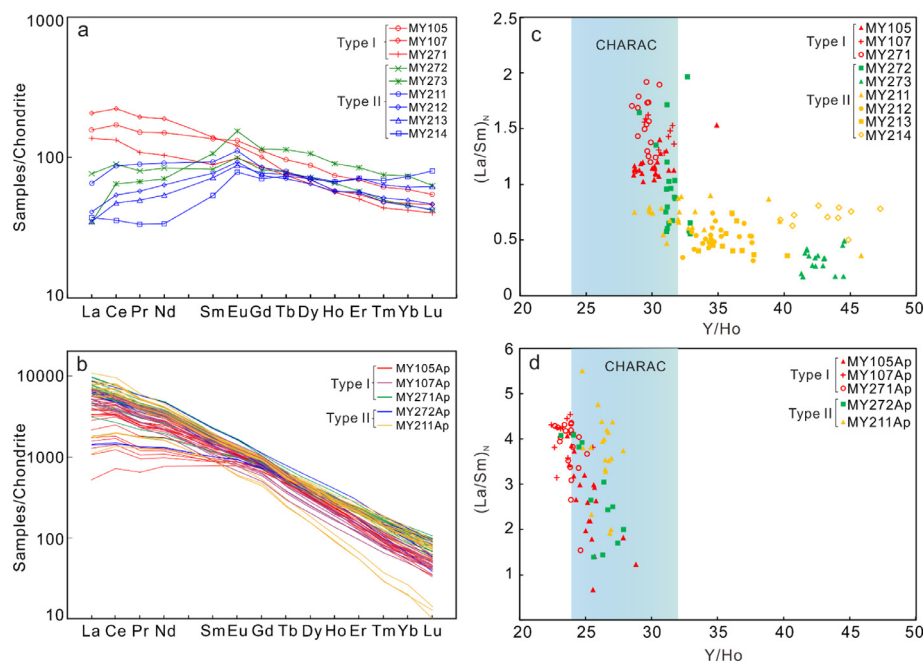 a
1000
100
10
Samples/Chondrite
Type I
MY105
MY107
MY271
Type II
MY272
MY273
MY211
MY212
MY213
MY214
La Ce Pr Nd Sm Eu Gd Tb Dy Ho Er Tm Yb Lu
c
CHARAC
Type I
MY105
MY107
MY271
Type II
MY272
MY273
MY211
MY212
MY213
MY214
2.5
2
1.5
1
0.5
0
(La/Sm)N
20 25 30 35 40 45 50
Y/Ho
b
10000
1000
100
10
Samples/Chondrite
Type I
MY105Ap
MY107Ap
MY271Ap
Type II
MY272Ap
MY211Ap
La Ce Pr Nd Sm Eu Gd Tb Dy Ho Er Tm Yb Lu
d
CHARAC
Type I
MY105Ap
MY107Ap
MY271Ap
Type II
MY272Ap
MY211Ap
6
5
4
3
2
1
(La/Sm)N
20 25 30 35 40 45 50
Y/Ho